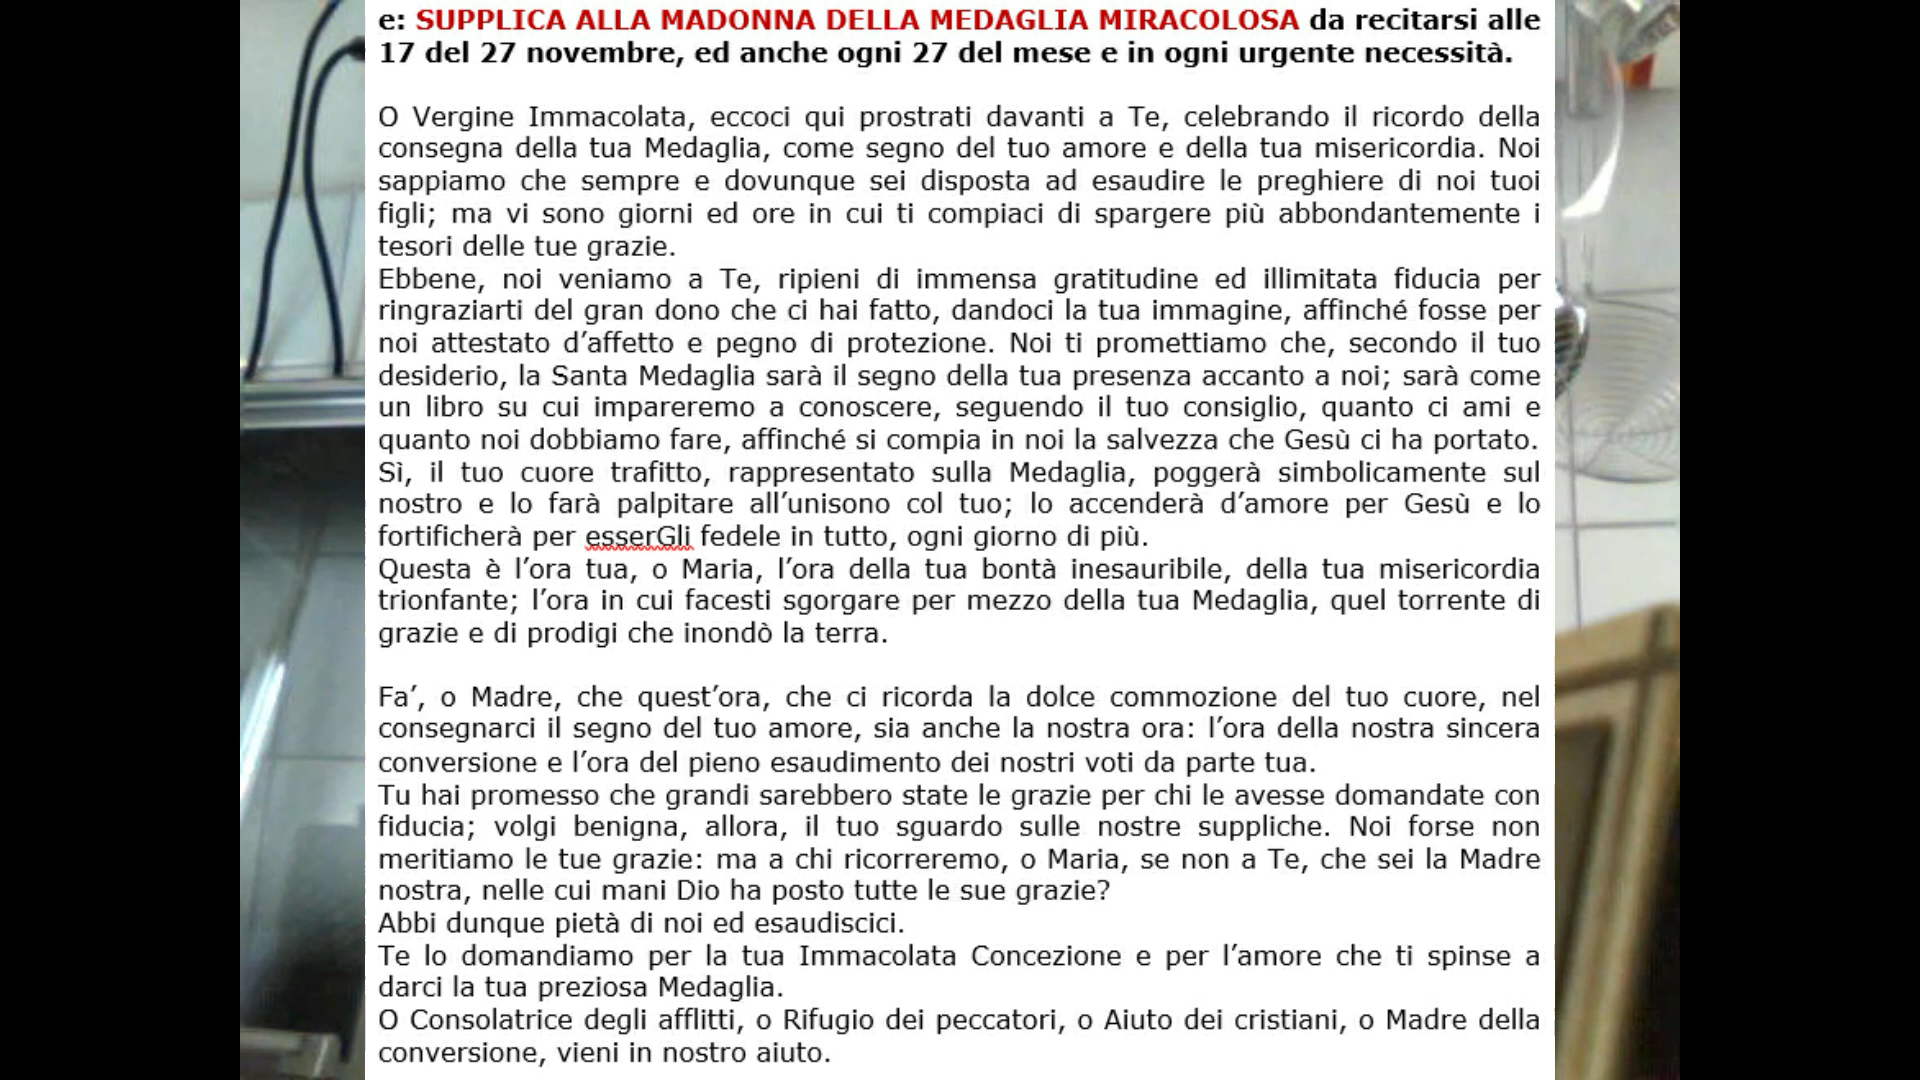 e: SUPPLICA ALLA MADONNA DELLA MEDAGLIA MIRACOLOSA da recitarsi alle
17 del 27 novembre, ed anche ogni 27 del mese e in ogni urgente necessità.
O Vergine Immacolata, eccoci qui prostrati davanti a Te, celebrando il ricordo della
consegna della tua Medaglia, come segno del tuo amore e della tua misericordia. Noi
sappiamo che sempre e dovunque sei disposta ad esaudire le preghiere di noi tuoi
figli; ma vi sono giorni ed ore in cui ti compiaci di spargere più abbondantemente i
tesori delle tue grazie.
Ebbene, noi veniamo a Te, ripieni di immensa gratitudine ed illimitata fiducia per
ringraziarti del gran dono che ci hai fatto, dandoci la tua immagine, affinché fosse per
noi attestato d’affetto e pegno di protezione. Noi ti promettiamo che, secondo il tuo
desiderio, la Santa Medaglia sarà il segno della tua presenza accanto a noi; sarà come
un libro su cui impareremo a conoscere, seguendo il tuo consiglio, quanto ci ami e
quanto noi dobbiamo fare, affinché si compia in noi la salvezza che Gesù ci ha portato.
Sì, il tuo cuore trafitto, rappresentato sulla Medaglia, poggerà simbolicamente sul
nostro e lo farà palpitare all’unisono col tuo; lo accenderà d’amore per Gesù e lo
fortificherà per esserGli fedele in tutto, ogni giorno di più.
Questa è l’ora tua, o Maria, l’ora della tua bontà inesauribile, della tua misericordia
trionfante; l’ora in cui facesti sgorgare per mezzo della tua Medaglia, quel torrente di
grazie e di prodigi che inondò la terra.
Fa’, o Madre, che quest’ora, che ci ricorda la dolce commozione del tuo cuore, nel
consegnarci il segno del tuo amore, sia anche la nostra ora: l’ora della nostra sincera
conversione e l’ora del pieno esaudimento dei nostri voti da parte tua.
Tu hai promesso che grandi sarebbero state le grazie per chi le avesse domandate con
fiducia; volgi benigna, allora, il tuo sguardo sulle nostre suppliche. Noi forse non
meritiamo le tue grazie: ma a chi ricorreremo, o Maria, se non a Te, che sei la Madre
nostra, nelle cui mani Dio ha posto tutte le sue grazie?
Abbi dunque pietà di noi ed esaudiscici.
Te lo domandiamo per la tua Immacolata Concezione e per l’amore che ti spinse a
darci la tua preziosa Medaglia.
O Consolatrice degli afflitti, o Rifugio dei peccatori, o Aiuto dei cristiani, o Madre della
conversione, vieni in nostro aiuto.